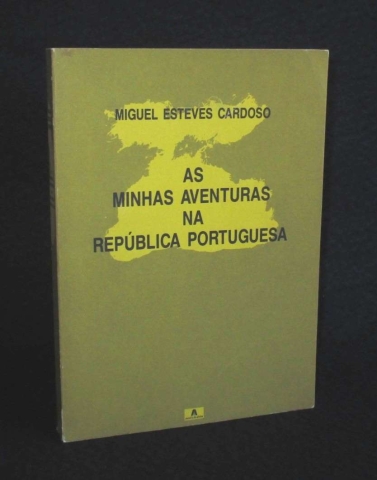 MIGUEL ESTEVES CARDOSO
AS
MINHAS AVENTURAS
NA
REPÚBLICA PORTUGUESA
A